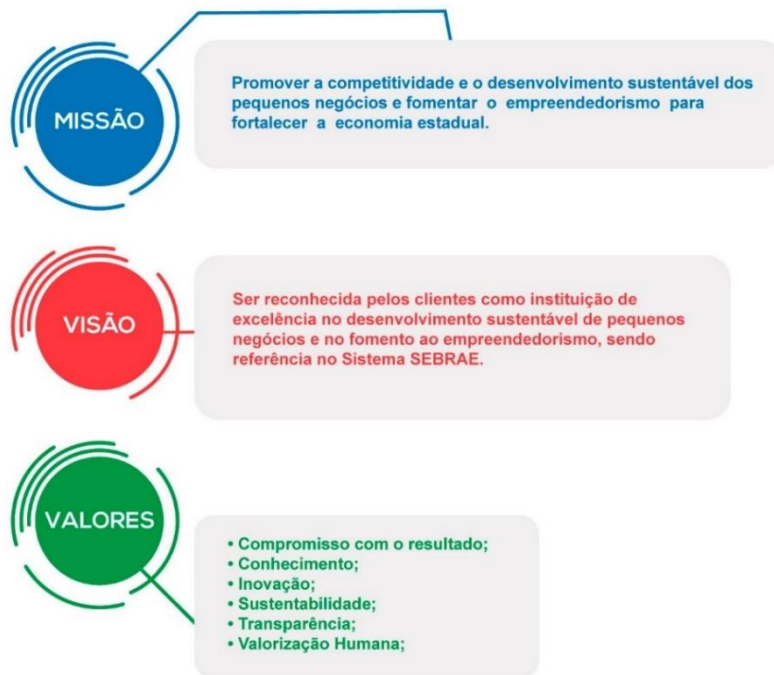 MISSÃO
Promover a competitividade e o desenvolvimento sustentável dos
pequenos negócios e fomentar o empreendedorismo para
fortalecer a economia estadual.
VISÃO
Ser reconhecida pelos clientes como instituição de
excelência no desenvolvimento sustentável de pequenos
negócios e no fomento ao empreendedorismo, sendo
referência no Sistema SEBRAE.
VALORES
• Compromisso com o resultado;
• Conhecimento;
• Inovação;
• Sustentabilidade;
• Transparência;
• Valorização Humana;